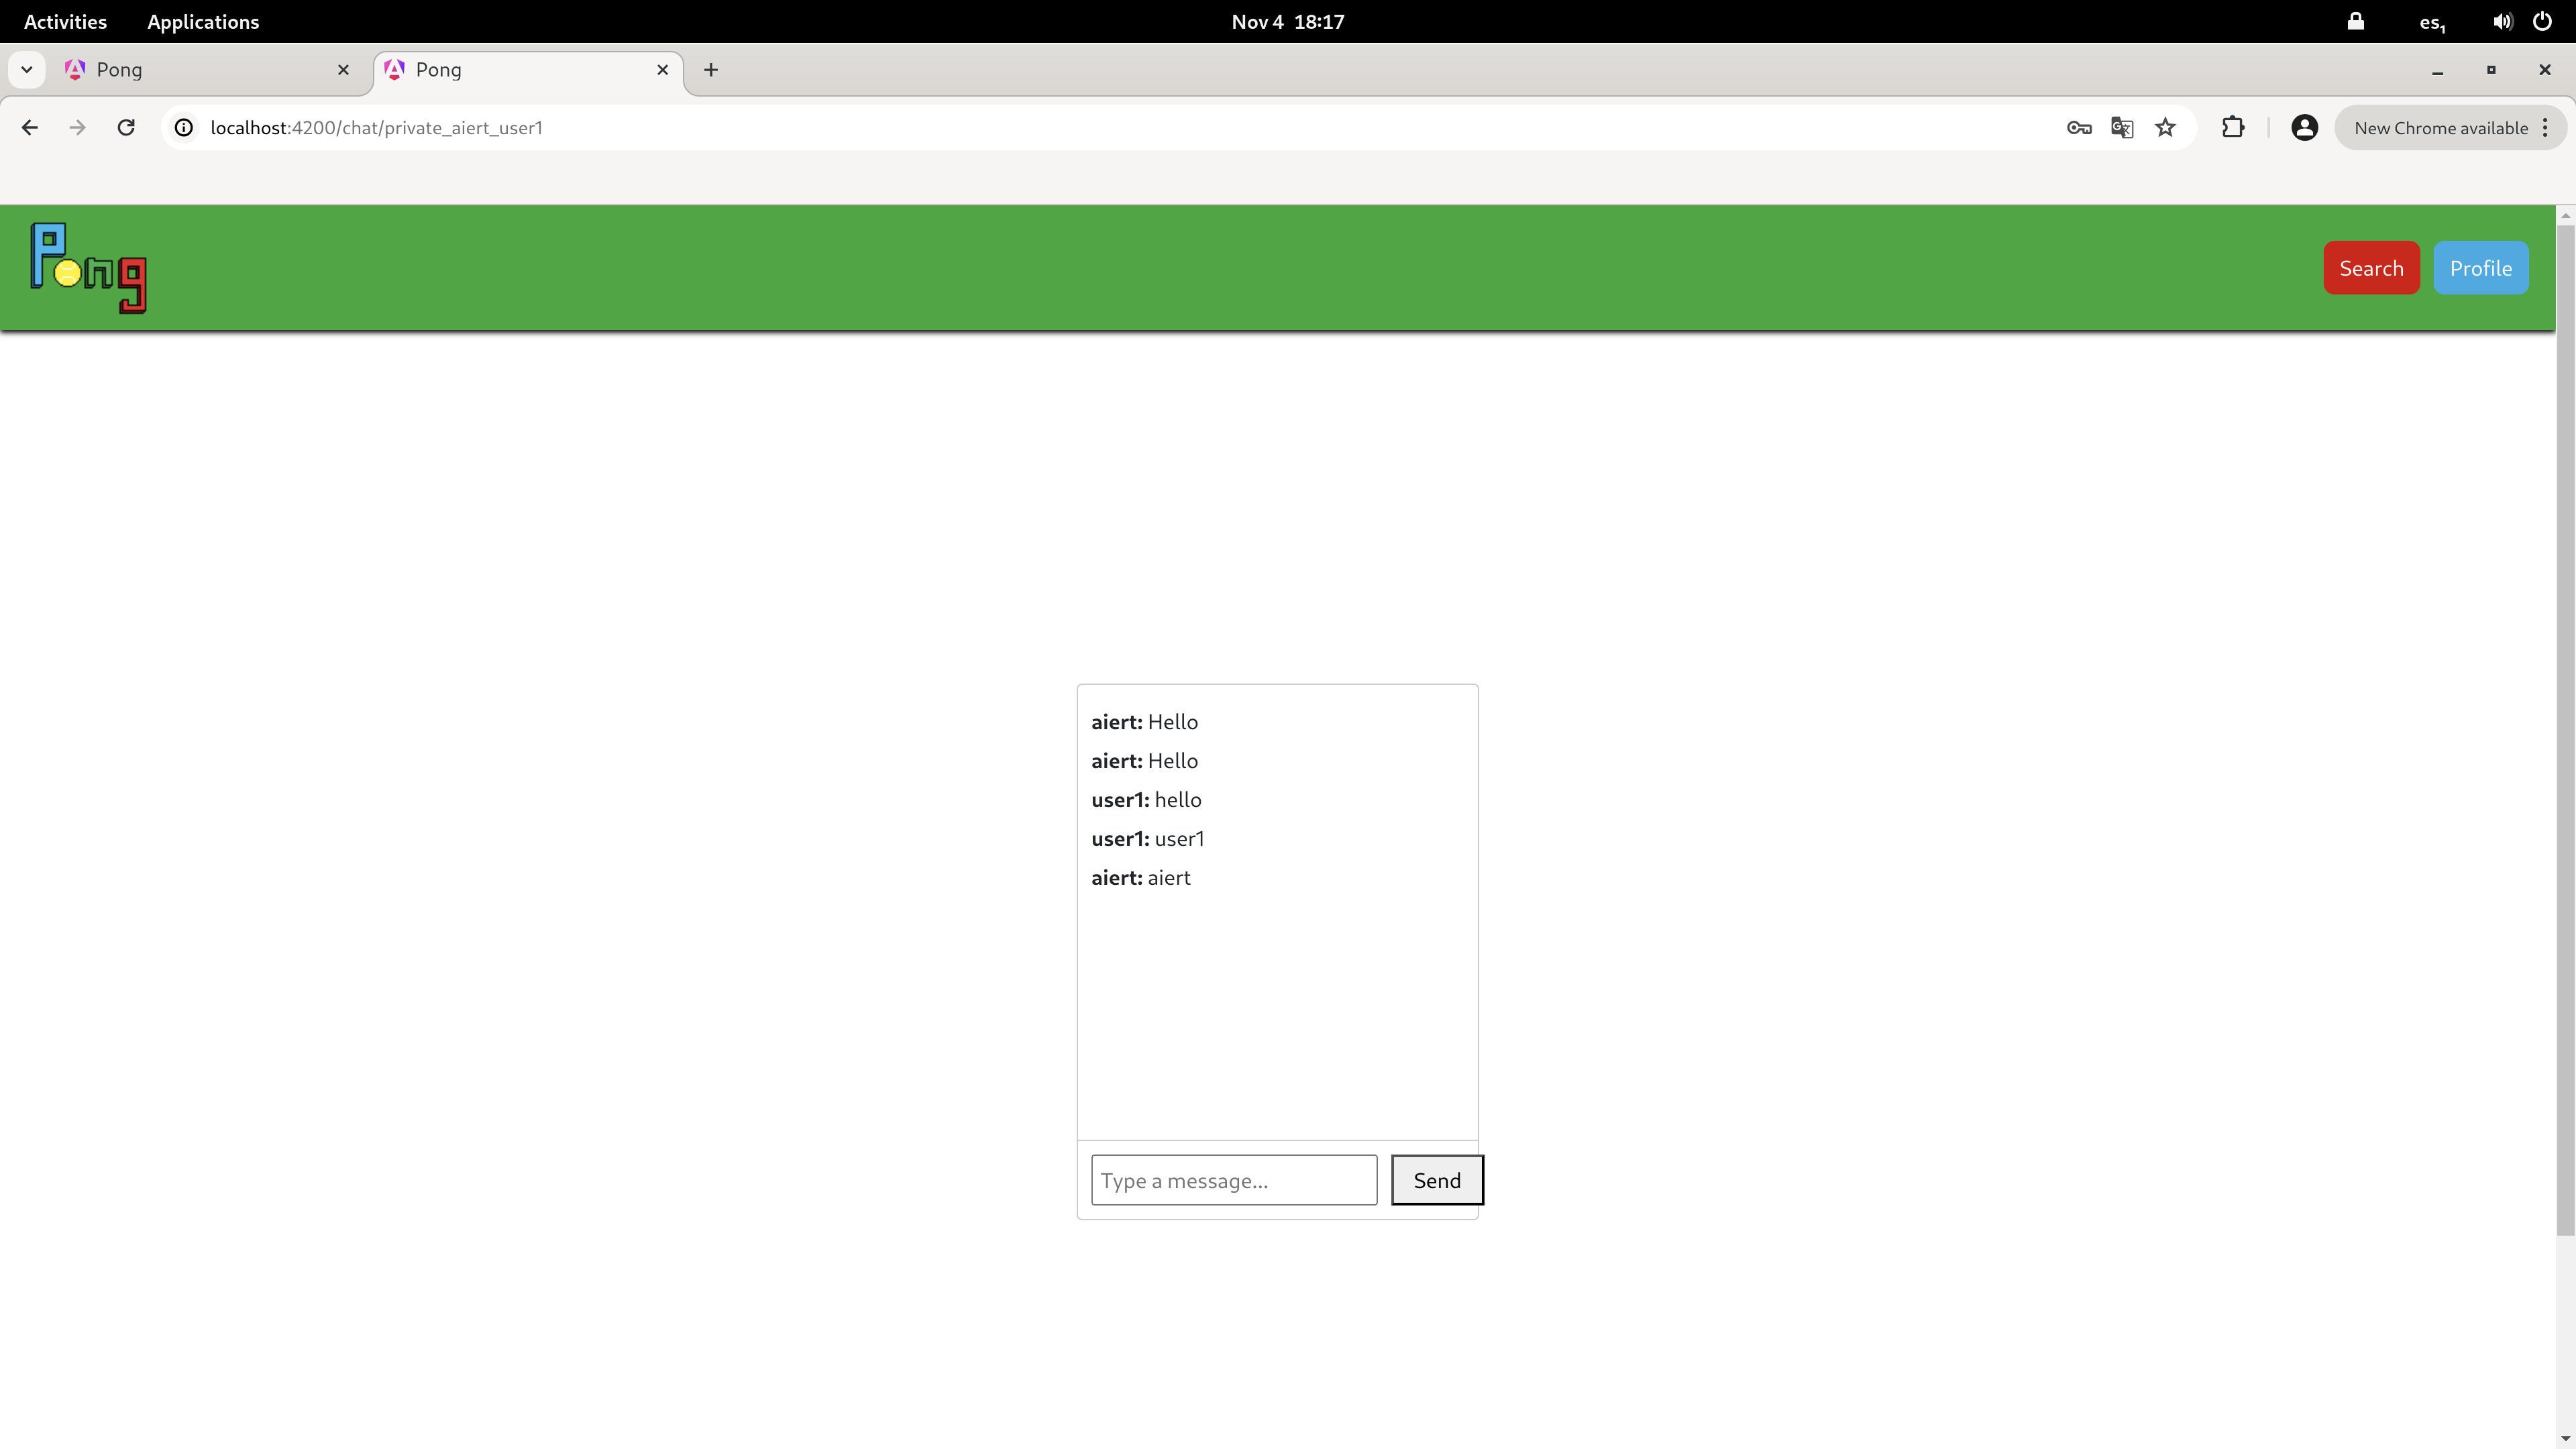 Activities Applications Nov 4 18:17 es1
Pong Pong
localhost:4200/chat/private_aiert_user1 New Chrome available
Pong Search Profile
aiert: Hello
aiert: Hello
user1: hello
user1: user1
aiert: aiert
Type a message... Send